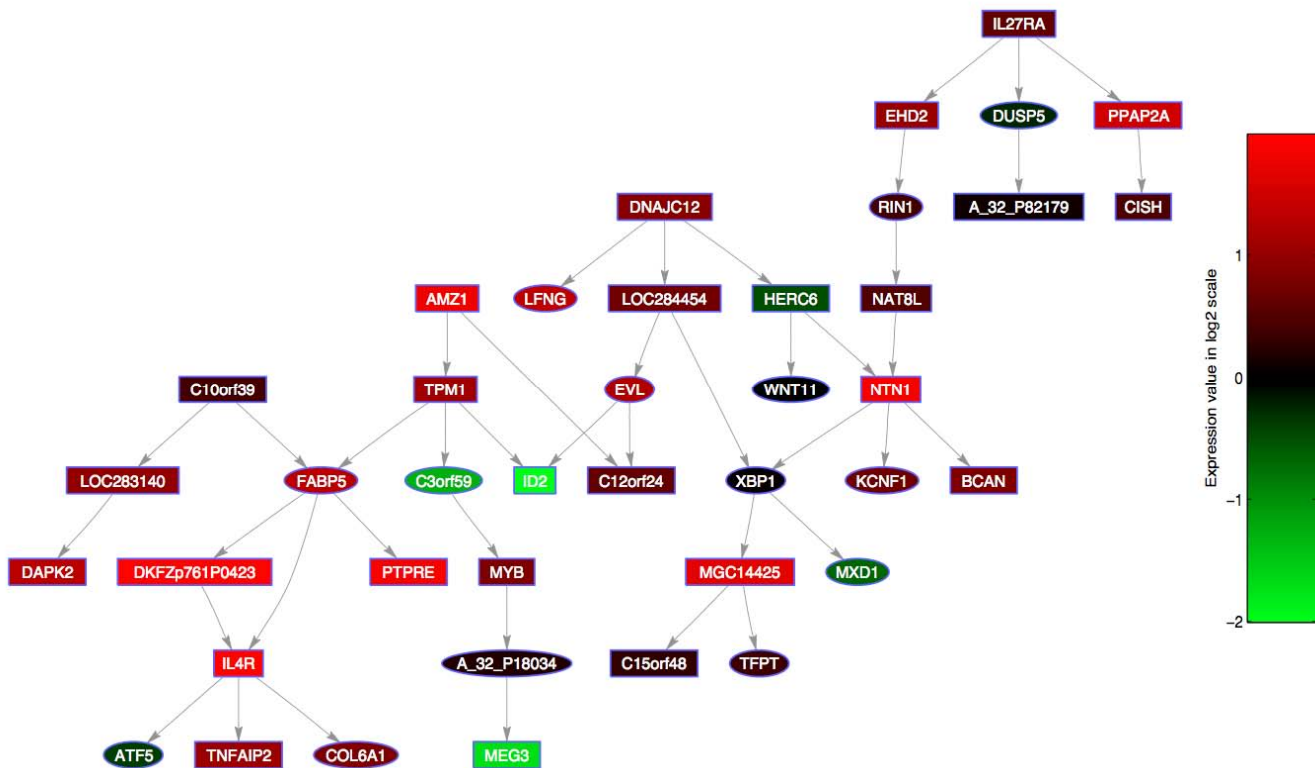 IL27RA
EHD2
DUSP5
PPAP2A
DNAJC12
RIN1
A_32_P82179
CISH
AMZ1
LFNG
LOC284454
HERC6
NAT8L
C10orf39
TPM1
EVL
WNT11
NTN1
LOC283140
FABP5
C3orf59
ID2
C12orf24
XBP1
KCNF1
BCAN
DAPK2
DKFZp761P0423
PTPRE
MYB
MGC14425
MXD1
IL4R
A_32_P18034
C15orf48
TFPT
ATF5
TNFAIP2
COL6A1
MEG3
1
0
−1
−2
Expression value in log2 scale